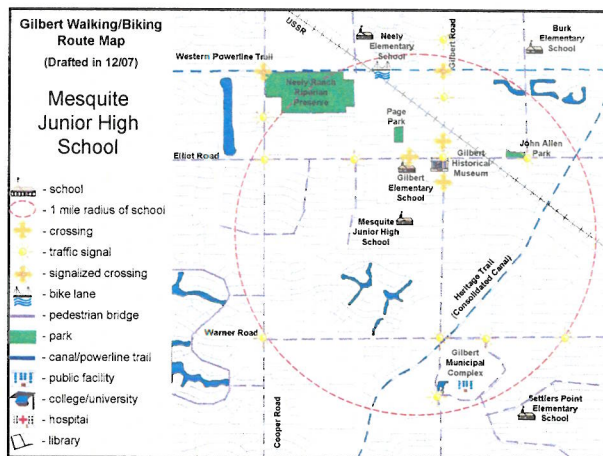 Gilbert Walking/Biking
Route Map
(Drafted in 12/07)
Mesquite
Junior High
School
- school
- 1 mile radius of school
- crossing
- traffic signal
- signalized crossing
- bike lane
- pedestrian bridge
- park
- canal/powerline trail
- public facility
- college/university
- hospital
- library
USSR
Neely
Elementary
School
Gilbert Road
Burk
Elementary
School
Western Powerline Trail
Neely Ranch
Riparian
Preserve
Page
Park
John Allen
Park
Elliot Road
Gilbert
Historical
Museum
Gilbert
Elementary
School
Mesquite
Junior High
School
Heritage Trail
(Consolidated Canal)
Warner Road
Gilbert
Municipal
Complex
Cooper Road
Settlers Point
Elementary
School